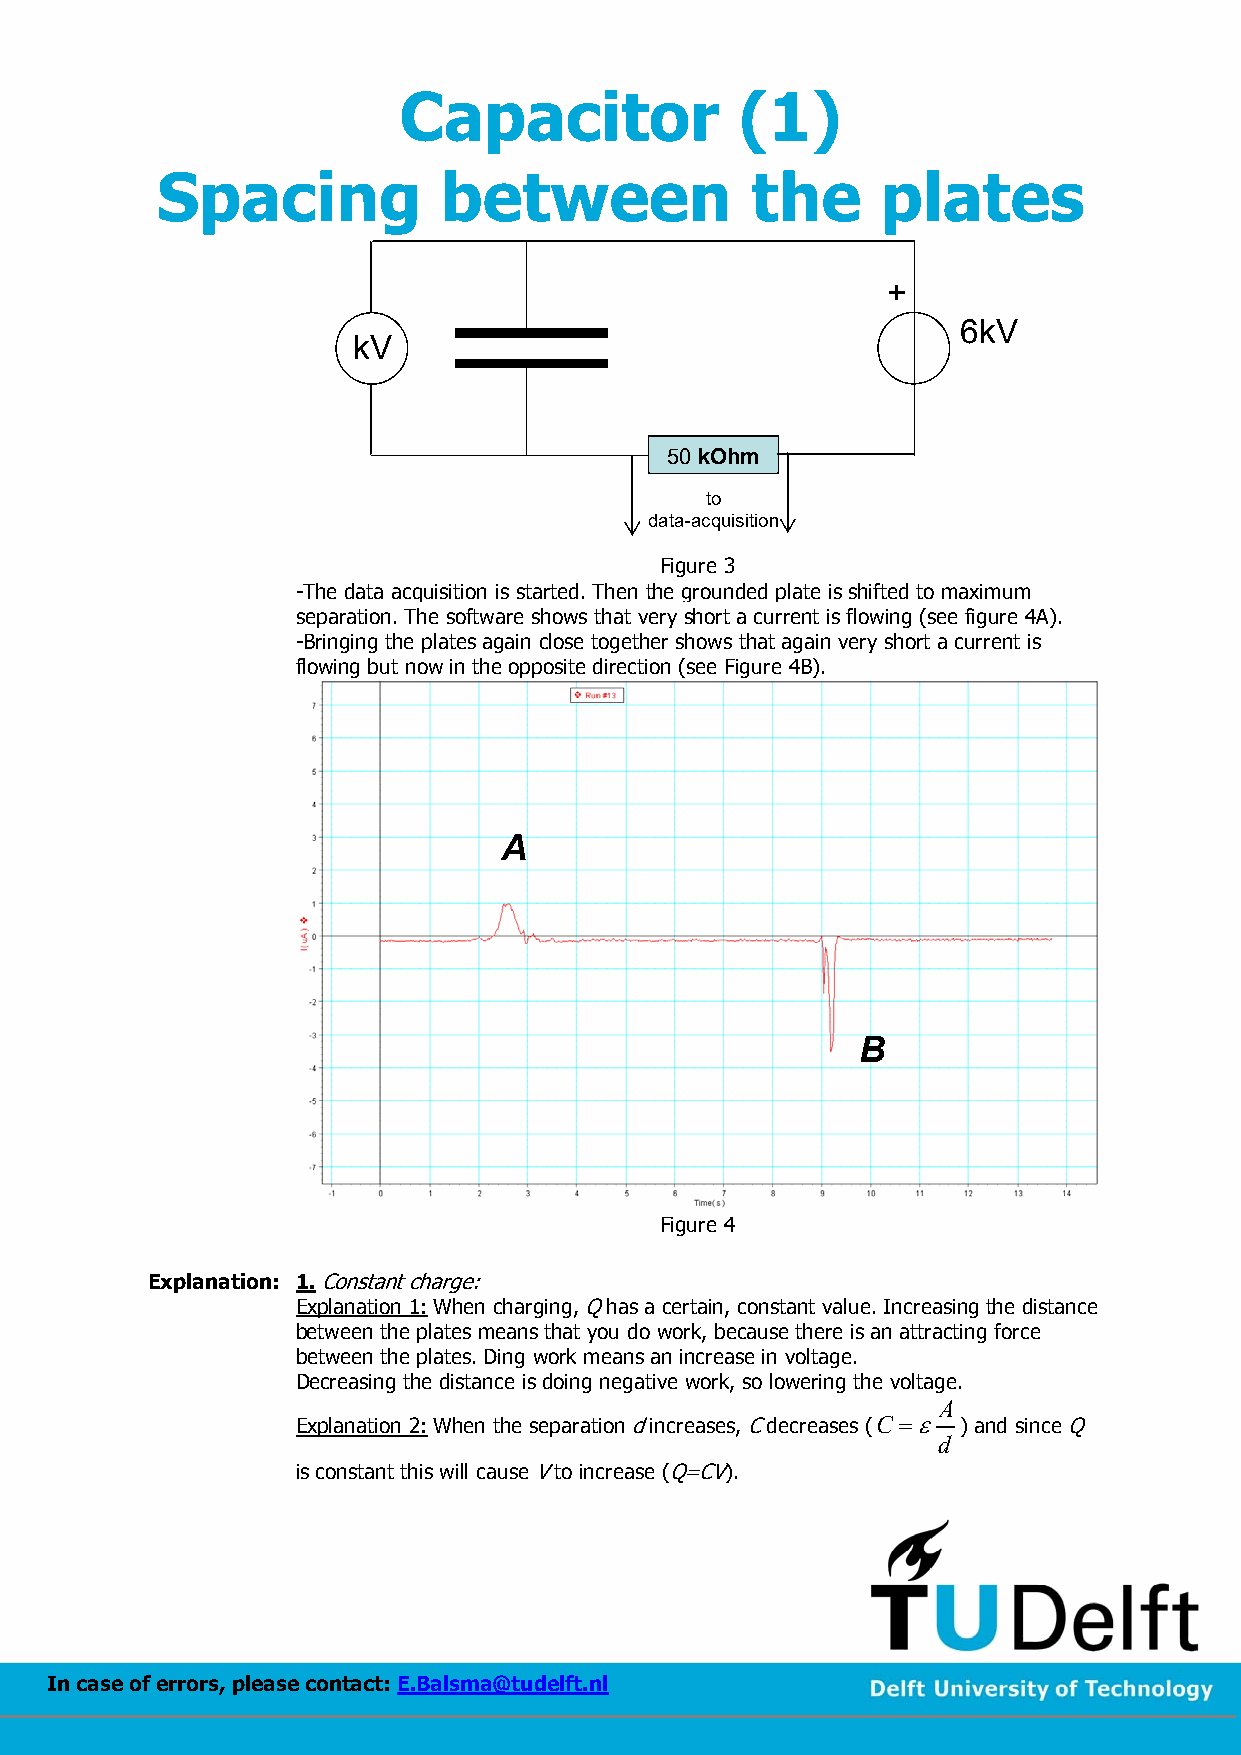 Capacitor (1)
Spacing between the plates
+
6kV
kV
50 kOhm
to
data-acquisition
Figure 3
-The data acquisition is started. Then the grounded plate is shifted to maximum
separation. The software shows that very short a current is flowing (see figure 4A).
-Bringing the plates again close together shows that again very short a current is
flowing but now in the opposite direction (see Figure 4B).
Run #13
7
6
5
4
3
2
1
0
-1
-2
-3
-4
-5
-6
-7
I( uA )
A
B
-1 0 1 2 3 4 5 6 7 8 9 10 11 12 13 14
Time( s )
Figure 4
Explanation: 1. Constant charge:
Explanation 1: When charging, Q has a certain, constant value. Increasing the distance
between the plates means that you do work, because there is an attracting force
between the plates. Ding work means an increase in voltage.
Decreasing the distance is doing negative work, so lowering the voltage.
Explanation 2: When the separation d increases, C decreases ( C = ε A/d ) and since Q
is constant this will cause V to increase (Q=CV).
TUDelft
In case of errors, please contact: E.Balsma@tudelft.nl
Delft University of Technology